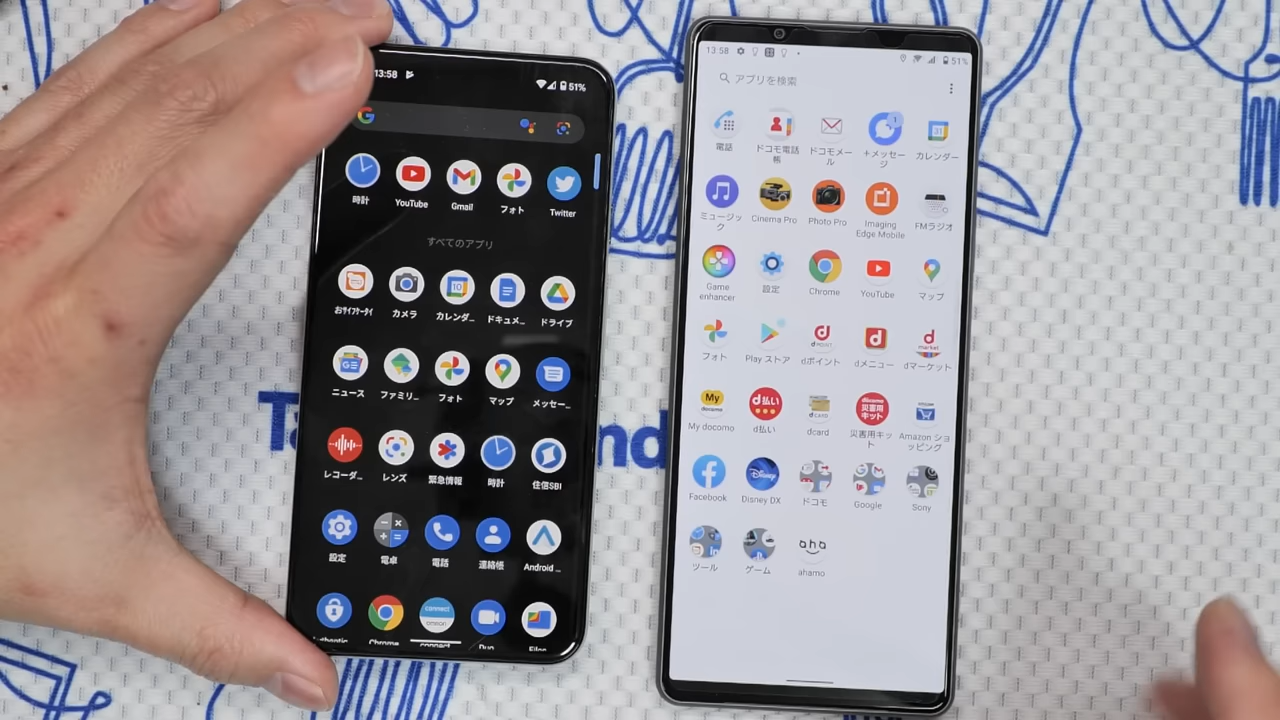 13:58
51%
時計
YouTube
Gmail
フォト
Twitter
すべてのアプリ
おサイフケータイ
カメラ
カレンダ…
ドキュメ…
ドライブ
ニュース
ファミリ…
フォト
マップ
メッセー…
レコーダ…
レンズ
緊急情報
時計
住信SBI
設定
電卓
電話
連絡帳
Android …
connect
omron
Authentic
Chrome
connect
Duo
Files
13:58
51%
アプリを検索
電話
ドコモ電話
帳
ドコモメー
ル
+メッセー
ジ
カレンダー
ミュージッ
ク
Cinema Pro
Photo Pro
Imaging
Edge Mobile
FMラジオ
Game
enhancer
設定
Chrome
YouTube
マップ
フォト
Play ストア
dポイント
dメニュー
dマーケット
My docomo
d払い
dcard
災害用キッ
ト
Amazon ショ
ッピング
Facebook
Disney DX
ドコモ
Google
Sony
ツール
ゲーム
aha
ahamo